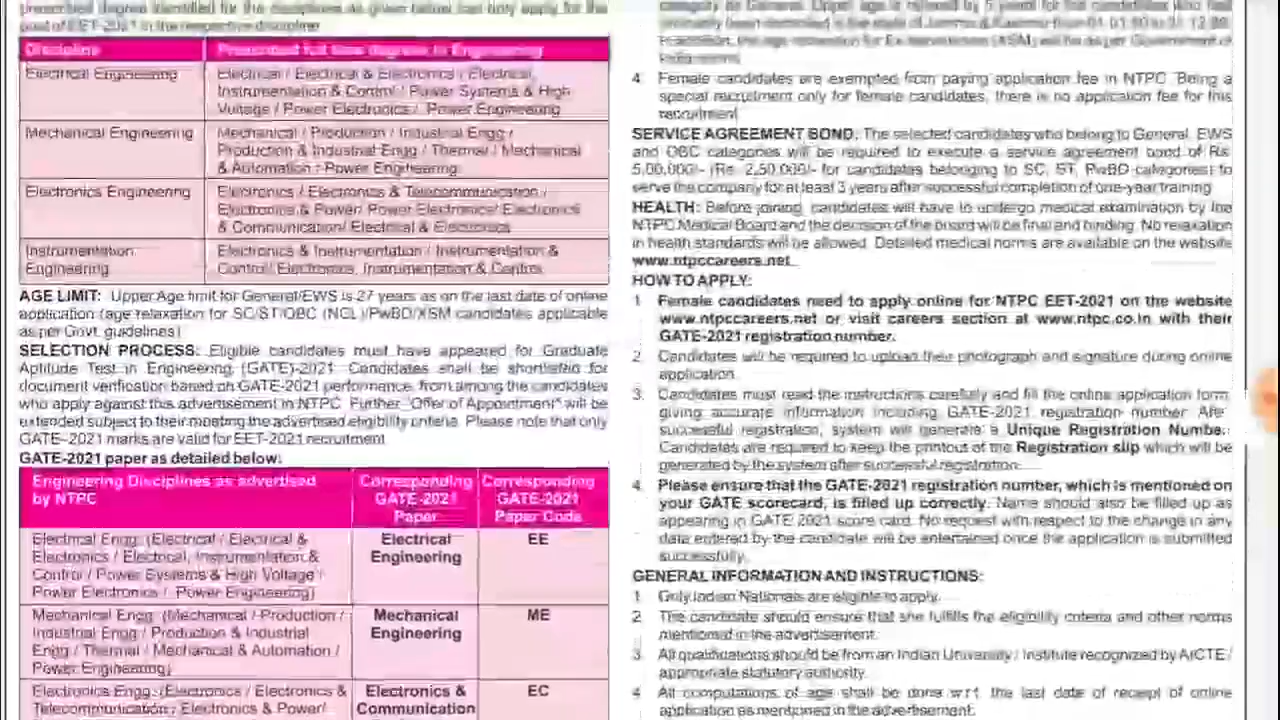 prescribed degree identified for the disciplines as given below can only apply for the
post of EET-2021 in the respective discipline
Discipline Prescribed full time degree in Engineering
Electrical Engineering Electrical / Electrical & Electronics / Electrical,
Instrumentation & Control / Power Systems & High
Voltage / Power Electronics / Power Engineering
Mechanical Engineering Mechanical / Production / Industrial Engg /
Production & Industrial Engg / Thermal / Mechanical
& Automation / Power Engineering
Electronics Engineering Electronics / Electronics & Telecommunication /
Electronics & Power/ Power Electronics/ Electronics
& Communication/ Electrical & Electronics
Instrumentation Electronics & Instrumentation / Instrumentation &
Engineering Control/ Electronics, Instrumentation & Control
AGE LIMIT: Upper Age limit for General/EWS is 27 years as on the last date of online
application (age relaxation for SC/ST/OBC (NCL)/PwBD/XSM candidates applicable
as per Govt. guidelines)
SELECTION PROCESS: Eligible candidates must have appeared for Graduate
Aptitude Test in Engineering (GATE)-2021. Candidates shall be shortlisted for
document verification based on GATE-2021 performance, from among the candidates
who apply against this advertisement in NTPC. Further "Offer of Appointment" will be
extended subject to their meeting the advertised eligibility criteria. Please note that only
GATE–2021 marks are valid for EET-2021 recruitment
GATE-2021 paper as detailed below:
Engineering Disciplines as advertised by NTPC Corresponding GATE-2021 Paper Corresponding GATE-2021 Paper Code
Electrical Engg. (Electrical / Electrical & Electrical EE
Electronics / Electrical, Instrumentation & Engineering
Control / Power Systems & High Voltage /
Power Electronics / Power Engineering)
Mechanical Engg. (Mechanical / Production / Mechanical ME
Industrial Engg / Production & Industrial Engineering
Engg / Thermal / Mechanical & Automation /
Power Engineering)
Electronics Engg. (Electronics / Electronics & Electronics & EC
Telecommunication / Electronics & Power/ Communication
4. Female candidates are exempted from paying application fee in NTPC. Being a
special recruitment only for female candidates, there is no application fee for this
recruitment
SERVICE AGREEMENT BOND: The selected candidates who belong to General, EWS
and OBC categories will be required to execute a service agreement bond of Rs.
5,00,000/- (Rs. 2,50,000/- for candidates belonging to SC, ST, PwBD categories) to
serve the company for at least 3 years after successful completion of one-year training.
HEALTH: Before joining, candidates will have to undergo medical examination by the
NTPC Medical Board and the decision of the board will be final and binding. No relaxation
in health standards will be allowed. Detailed medical norms are available on the website
www.ntpccareers.net.
HOW TO APPLY:
1 Female candidates need to apply online for NTPC EET-2021 on the website
www.ntpccareers.net or visit careers section at www.ntpc.co.in with their
GATE-2021 registration number.
2. Candidates will be required to upload their photograph and signature during online
application.
3. Candidates must read the instructions carefully and fill the online application form,
giving accurate information including GATE-2021 registration number. After
successful registration, system will generate a Unique Registration Number.
Candidates are required to keep the printout of the Registration slip which will be
generated by the system after successful registration.
4. Please ensure that the GATE-2021 registration number, which is mentioned on
your GATE scorecard, is filled up correctly. Name should also be filled up as
appearing in GATE 2021 score card. No request with respect to the change in any
data entered by the candidate will be entertained once the application is submitted
successfully.
GENERAL INFORMATION AND INSTRUCTIONS:
1 Only Indian Nationals are eligible to apply.
2. The candidate should ensure that she fulfills the eligibility criteria and other norms
mentioned in the advertisement.
3. All qualifications should be from an Indian University / Institute recognized by AICTE /
appropriate statutory authority.
4 All computations of age shall be done w.r.t. the last date of receipt of online
application as mentioned in the advertisement.